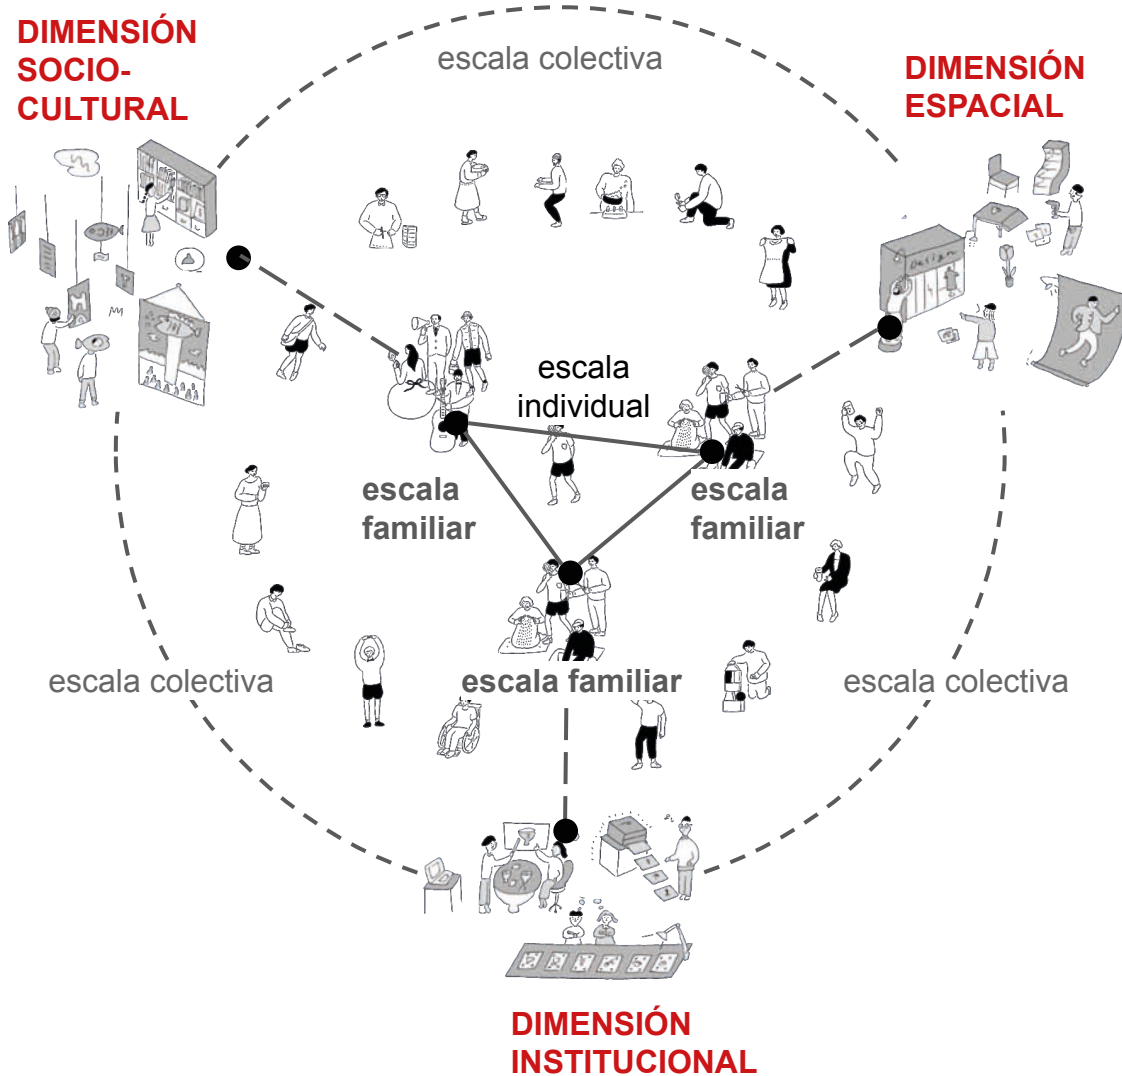 DIMENSIÓN
SOCIO-
CULTURAL
escala colectiva
DIMENSIÓN
ESPACIAL
Design
escala
individual
escala
familiar
escala
familiar
escala colectiva
escala familiar
escala colectiva
DIMENSIÓN
INSTITUCIONAL